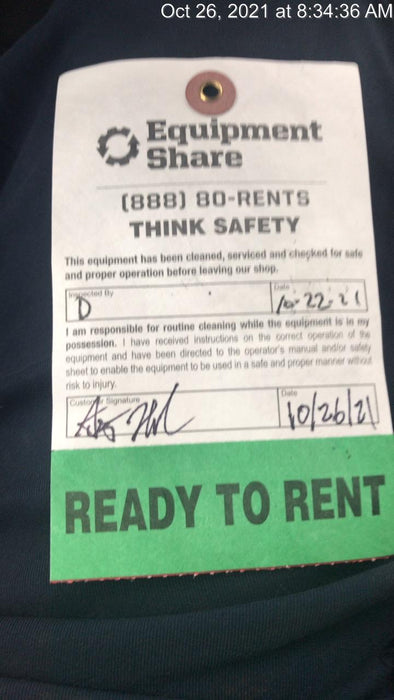 Oct 26, 2021 at 8:34:36 AM
Equipment
Share
(888) 80-RENTS
THINK SAFETY
This equipment has been cleaned, serviced and checked for safe
and proper operation before leaving our shop.
Inspected By
Date
D
10-22-21
I am responsible for routine cleaning while the equipment is in my
possession. I have received instructions on the correct operation of the
equipment and have been directed to the operator's manual and/or safety
sheet to enable the equipment to be used in a safe and proper manner without
risk to injury.
Customer Signature
Date
10/26/21
READY TO RENT